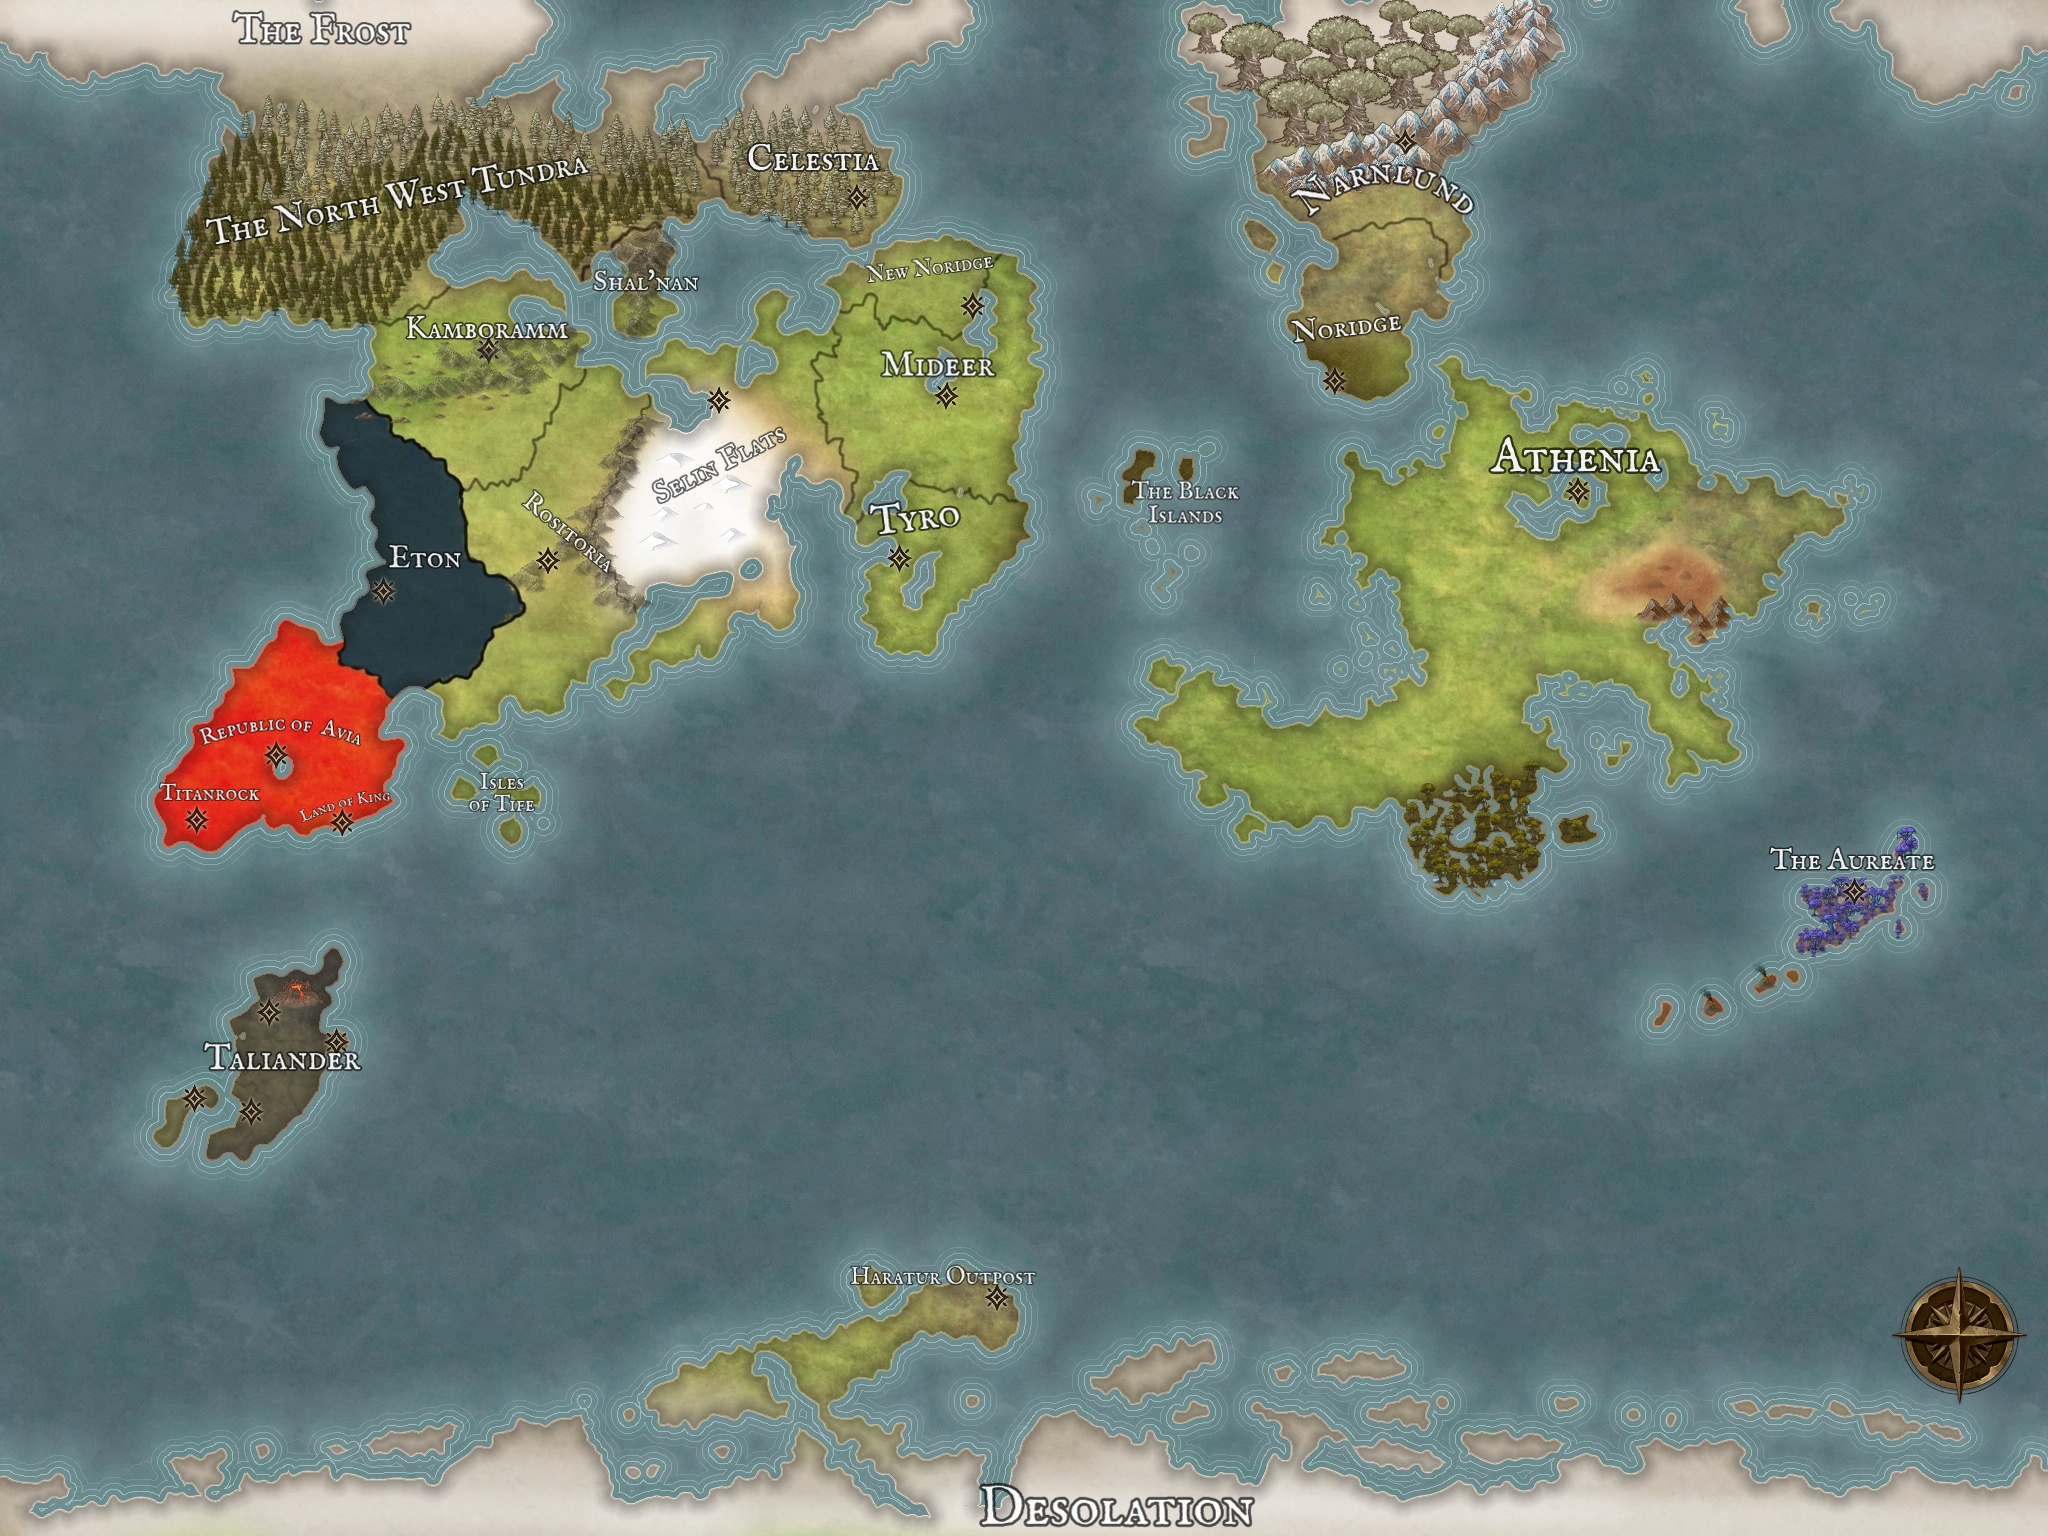 The Frost
The North West Tundra
Celestia
Narnlund
Shal'nan
New Noridge
Kamboramm
Noridge
Mideer
Selin Flats
Athenia
The Black
Islands
Rositoria
Tyro
Eton
Republic of Avia
Titanrock
Land of King
Isles
of Tife
The Aureate
Taliander
Haratur Outpost
Desolation